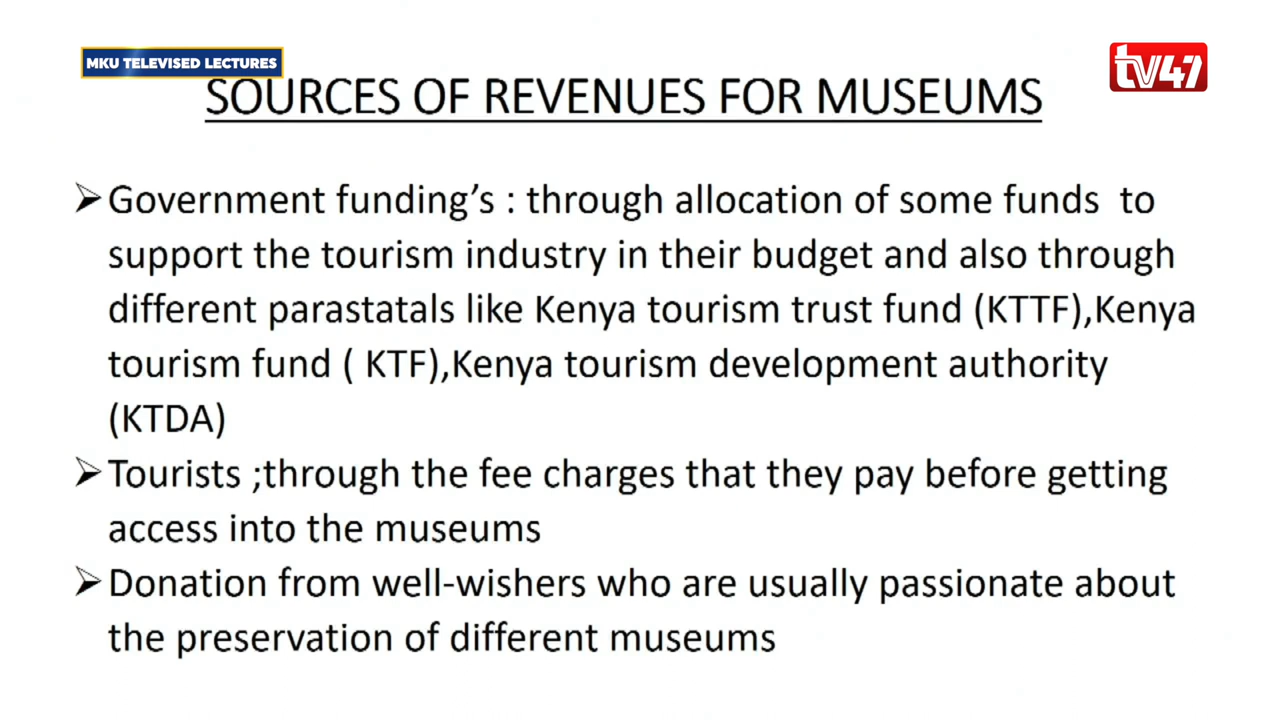 MKU TELEVISED LECTURES
tv47
SOURCES OF REVENUES FOR MUSEUMS
Government funding's : through allocation of some funds to
support the tourism industry in their budget and also through
different parastatals like Kenya tourism trust fund (KTTF),Kenya
tourism fund ( KTF),Kenya tourism development authority
(KTDA)
Tourists ;through the fee charges that they pay before getting
access into the museums
Donation from well-wishers who are usually passionate about
the preservation of different museums